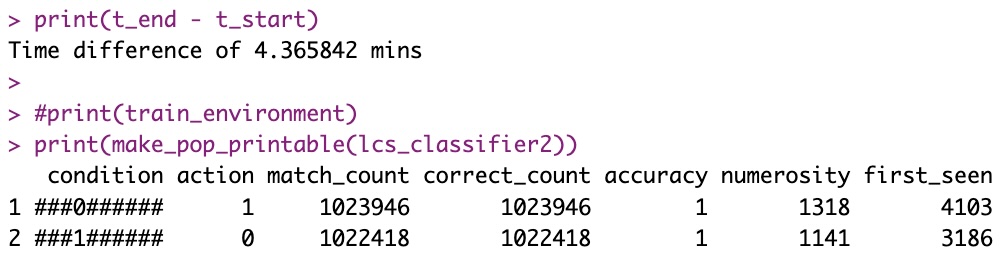 > print(t_end - t_start)
Time difference of 4.365842 mins
>
> #print(train_environment)
> print(make_pop_printable(lcs_classifier2))
condition action match_count correct_count accuracy numerosity first_seen
1 ###0###### 1 1023946 1023946 1 1318 4103
2 ###1###### 0 1022418 1022418 1 1141 3186